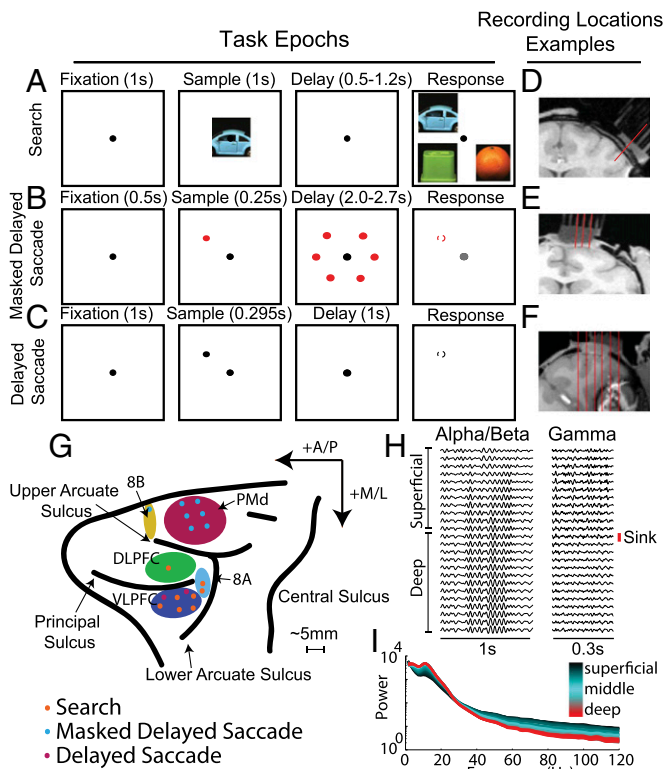 Task Epochs
Recording Locations
Examples
A
Fixation (1s)
Sample (1s)
Delay (0.5-1.2s)
Response
D
Search
B
Fixation (0.5s)
Sample (0.25s)
Delay (2.0-2.7s)
Response
E
Masked Delayed
Saccade
C
Fixation (1s)
Sample (0.295s)
Delay (1s)
Response
F
Delayed
Saccade
G
+A/P
+M/L
8B
PMd
Upper Arcuate
Sulcus
DLPFC
8A
VLPFC
Central Sulcus
Principal
Sulcus
~5mm
Lower Arcuate Sulcus
Search
Masked Delayed Saccade
Delayed Saccade
H
Alpha/Beta
Gamma
Superficial
Deep
Sink
1s
0.3s
I
10^4
Power
10^0
superficial
middle
deep
0 20 40 60 80 100 120